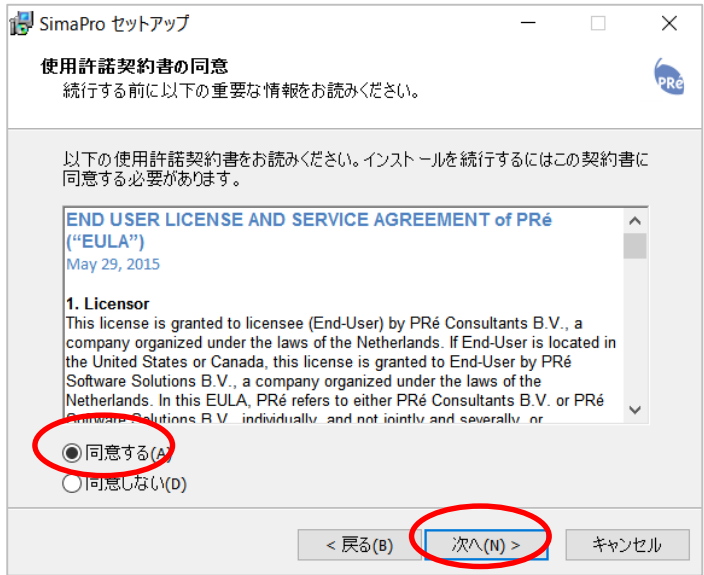 SimaPro セットアップ
使用許諾契約書の同意
続行する前に以下の重要な情報をお読みください。
PRé
以下の使用許諾契約書をお読みください。インストールを続行するにはこの契約書に
同意する必要があります。
END USER LICENSE AND SERVICE AGREEMENT of PRé
(“EULA”)
May 29, 2015
1. Licensor
This license is granted to licensee (End-User) by PRé Consultants B.V., a
company organized under the laws of the Netherlands. If End-User is located in
the United States or Canada, this license is granted to End-User by PRé
Software Solutions B.V., a company organized under the laws of the
Netherlands. In this EULA, PRé refers to either PRé Consultants B.V. or PRé
Software Solutions B.V., individually, and not jointly and severally, or
同意する(A)
同意しない(D)
< 戻る(B)
次へ(N) >
キャンセル